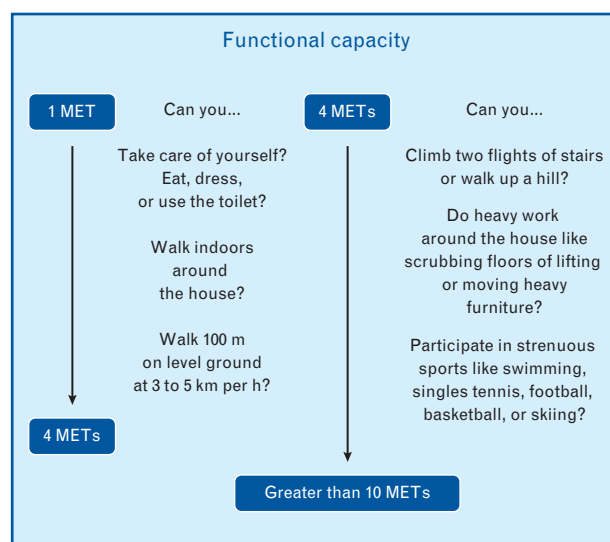 Functional capacity
1 MET
Can you...
Take care of yourself?
Eat, dress,
or use the toilet?
Walk indoors
around
the house?
Walk 100 m
on level ground
at 3 to 5 km per h?
4 METs
4 METs
Can you...
Climb two flights of stairs
or walk up a hill?
Do heavy work
around the house like
scrubbing floors of lifting
or moving heavy
furniture?
Participate in strenuous
sports like swimming,
singles tennis, football,
basketball, or skiing?
Greater than 10 METs